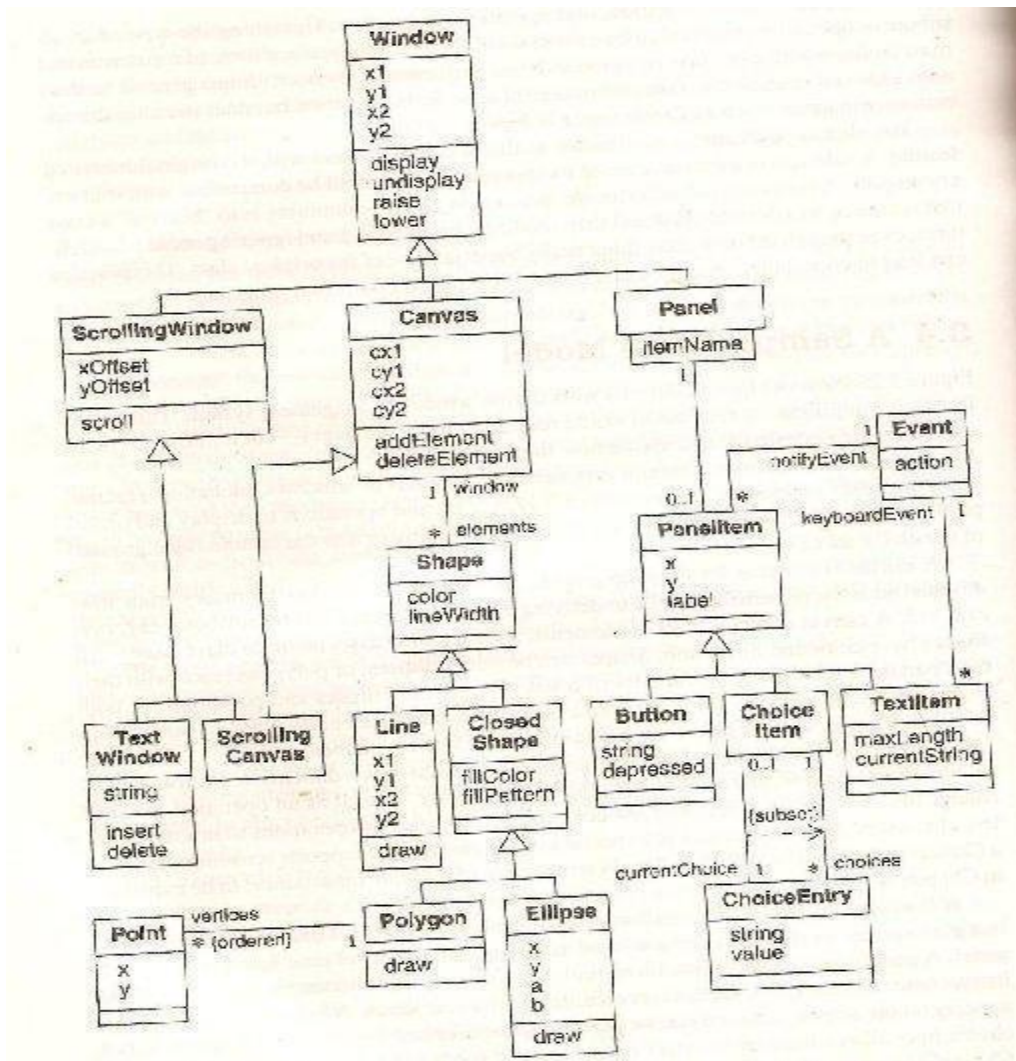 Window
x1
y1
x2
y2
display
undisplay
raise
lower
ScrollingWindow
xOffset
yOffset
scroll
Canvas
cx1
cy1
cx2
cy2
addElement
deleteElement
Panel
itemName
1
1 window
* elements
Shape
color
lineWidth
0..1
*
notifyEvent
1
Event
action
keyboardEvent
1
PanelItem
x
y
label
Text
Window
string
insert
delete
Scrolling
Canvas
Line
x1
y1
x2
y2
draw
Closed
Shape
fillColor
fillPattern
Button
string
depressed
Choice
Item
0..1 1
*
TextItem
maxLength
currentString
{subset}
currentChoice
1
* choices
ChoiceEntry
string
value
Point
x
y
vertices
* {ordered}
1
Polygon
draw
Ellipse
x
y
a
b
draw